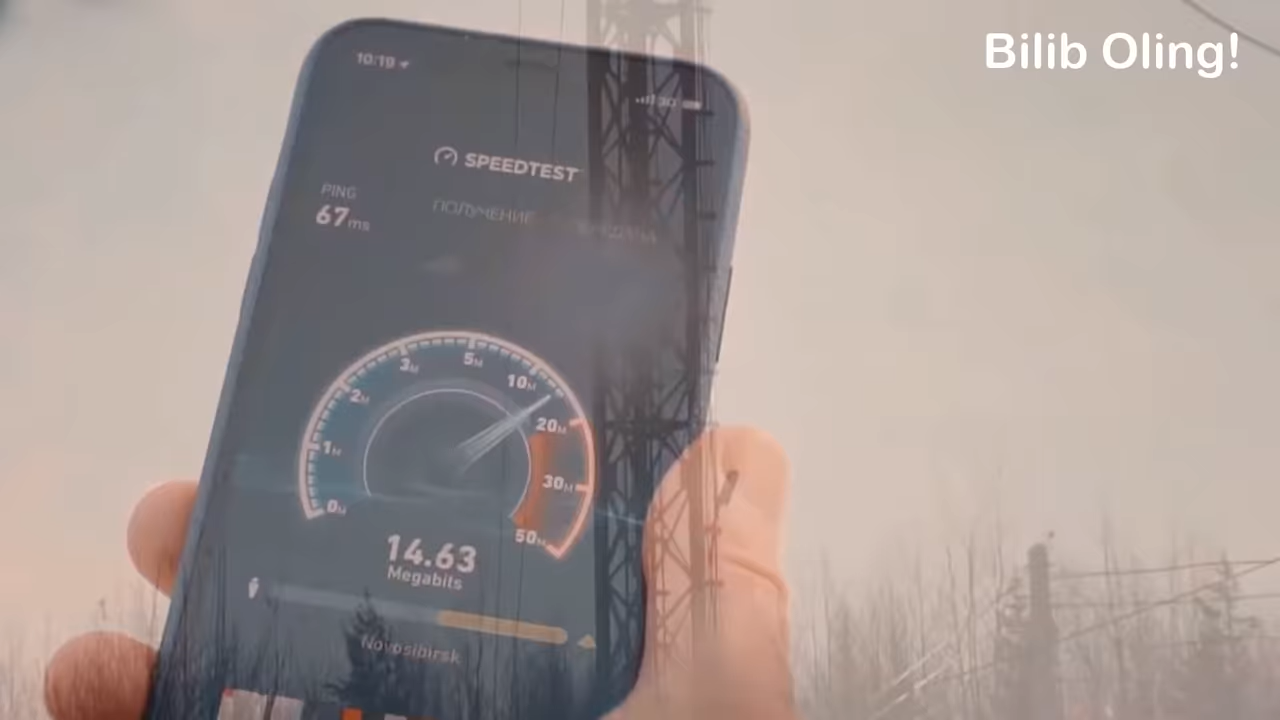 Bilib Oling!
10:19
3G
SPEEDTEST
PING
67ms
ПОЛУЧЕНИЕ
0M
1M
2M
3M
5M
10M
20M
30M
50M
14.63
Megabits
Novosibirsk